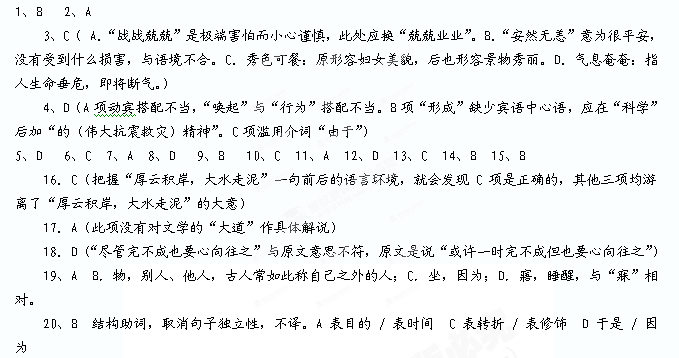 1、B 2、A
3、C( A.“战战兢兢”是极端害怕而小心谨慎，此处应换“兢兢业业”。B.“安然无恙”意为很平安，
没有受到什么损害，与语境不合。C. 秀色可餐：原形容妇女美貌，后也形容景物秀丽。D. 气息奄奄：指
人生命垂危，即将断气。)
4、D(A项动宾搭配不当，“唤起”与“行为”搭配不当。B项“形成”缺少宾语中心语，应在“科学”
后加“的（伟大抗震救灾）精神”。C项滥用介词“由于”)
5、D 6、C 7、A 8、D 9、B 10、C 11、A 12、D 13、C 14、B 15、B
16. C(把握“厚云积岸，大水走泥”一句前后的语言环境，就会发现 C 项是正确的，其他三项均游
离了“厚云积岸，大水走泥”的大意)
17. A(此项没有对文学的“大道”作具体解说)
18. D(“尽管完不成也要心向往之”与原文意思不符，原文是说“或许一时完不成但也要心向往之”)
19、A B. 物，别人、他人，古人常如此称自己之外的人；C. 坐，因为；D. 寤，睡醒，与“寐”相
对。
20、B 结构助词，取消句子独立性，不译。A 表目的 / 表时间 C 表转折 / 表修饰 D 于是 / 因
为